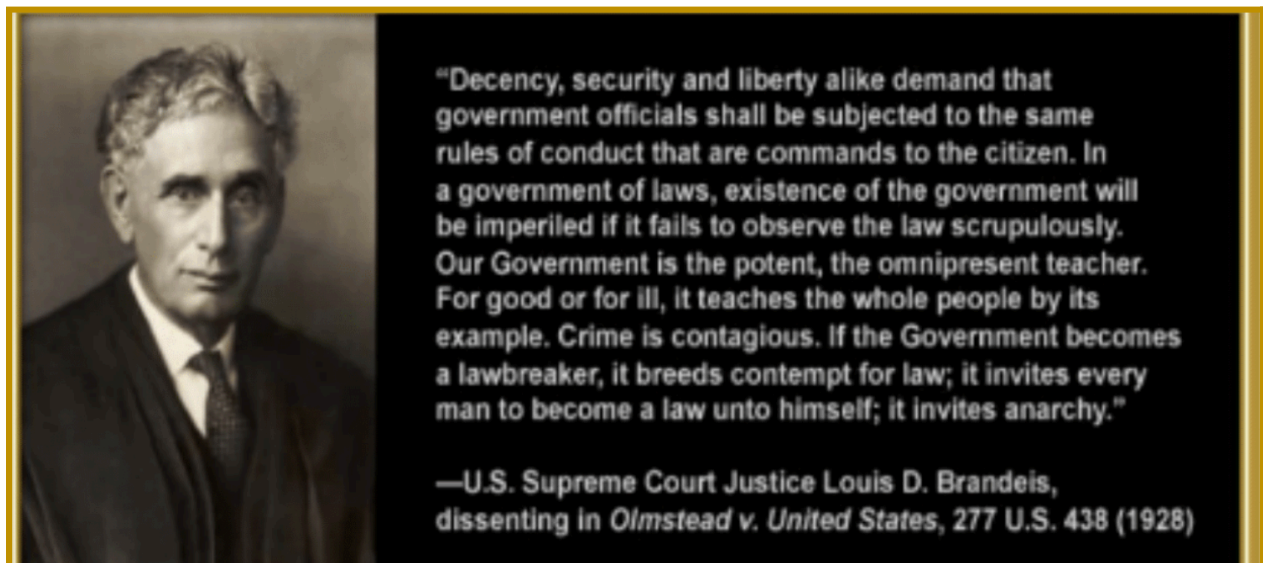 “Decency, security and liberty alike demand that
government officials shall be subjected to the same
rules of conduct that are commands to the citizen. In
a government of laws, existence of the government will
be imperiled if it fails to observe the law scrupulously.
Our Government is the potent, the omnipresent teacher.
For good or for ill, it teaches the whole people by its
example. Crime is contagious. If the Government becomes
a lawbreaker, it breeds contempt for law; it invites every
man to become a law unto himself; it invites anarchy.”
—U.S. Supreme Court Justice Louis D. Brandeis,
dissenting in Olmstead v. United States, 277 U.S. 438 (1928)